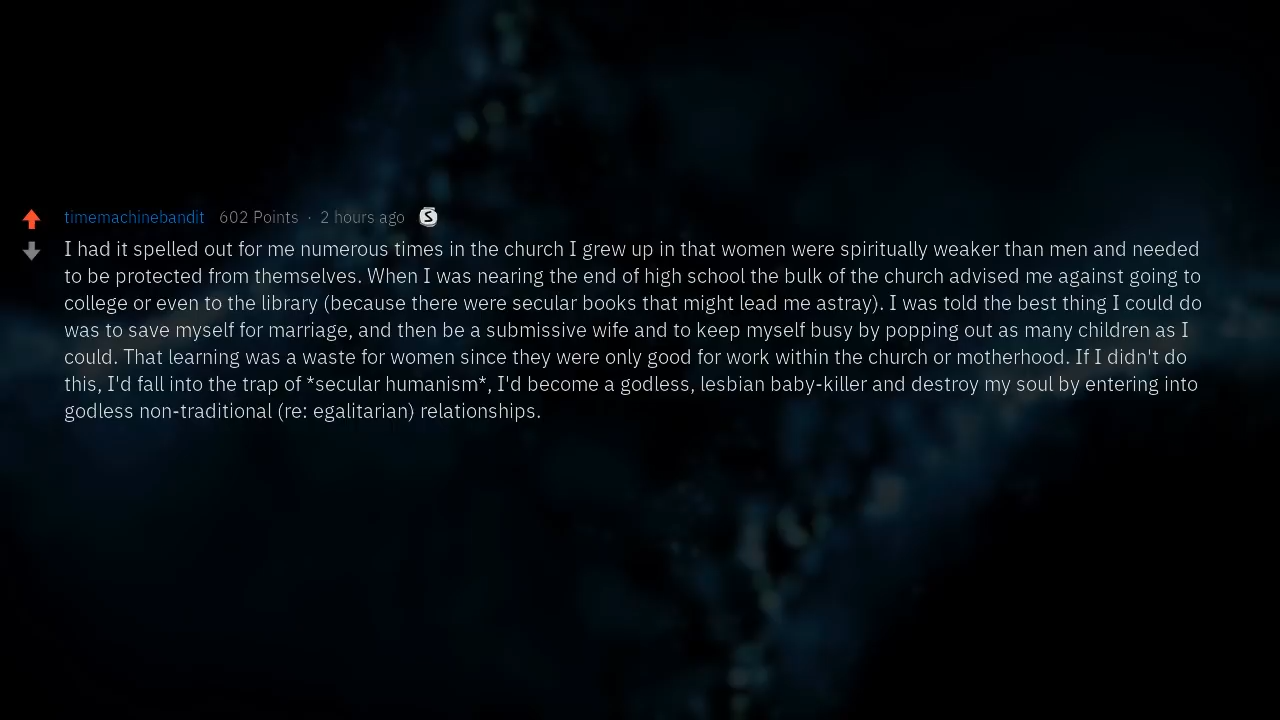 timemachinebandit 602 Points · 2 hours ago S
I had it spelled out for me numerous times in the church I grew up in that women were spiritually weaker than men and needed
to be protected from themselves. When I was nearing the end of high school the bulk of the church advised me against going to
college or even to the library (because there were secular books that might lead me astray). I was told the best thing I could do
was to save myself for marriage, and then be a submissive wife and to keep myself busy by popping out as many children as I
could. That learning was a waste for women since they were only good for work within the church or motherhood. If I didn't do
this, I'd fall into the trap of *secular humanism*, I'd become a godless, lesbian baby-killer and destroy my soul by entering into
godless non-traditional (re: egalitarian) relationships.